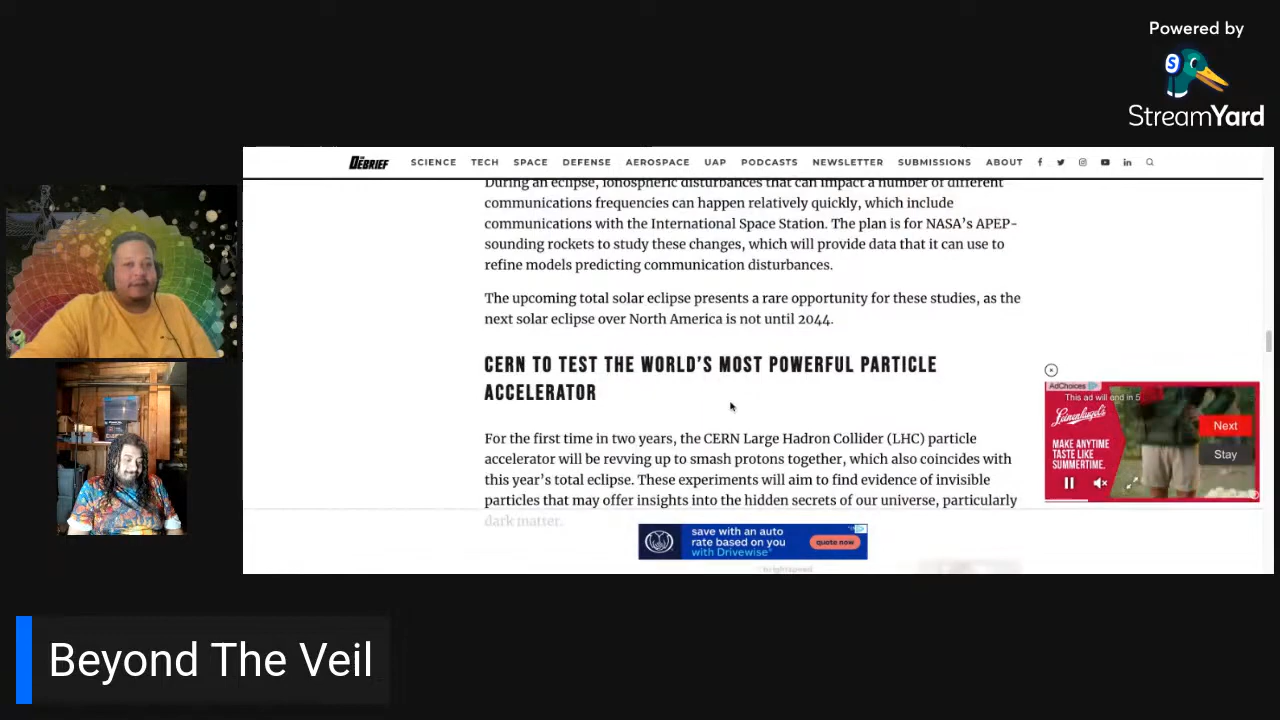 Powered by
StreamYard
THE DEBRIEF SCIENCE TECH SPACE DEFENSE AEROSPACE UAP PODCASTS NEWSLETTER SUBMISSIONS ABOUT
During an eclipse, ionospheric disturbances that can impact a number of different
communications frequencies can happen relatively quickly, which include
communications with the International Space Station. The plan is for NASA's APEP-
sounding rockets to study these changes, which will provide data that it can use to
refine models predicting communication disturbances.
The upcoming total solar eclipse presents a rare opportunity for these studies, as the
next solar eclipse over North America is not until 2044.
CERN TO TEST THE WORLD'S MOST POWERFUL PARTICLE
ACCELERATOR
For the first time in two years, the CERN Large Hadron Collider (LHC) particle
accelerator will be revving up to smash protons together, which also coincides with
this year's total eclipse. These experiments will aim to find evidence of invisible
particles that may offer insights into the hidden secrets of our universe, particularly
dark matter.
AdChoices
This ad will end in 5
Leinenkugel's
MAKE ANYTIME
TASTE LIKE
SUMMERTIME.
Next
Stay
save with an auto
rate based on you
with Drivewise
quote now
brightspeed
Beyond The Veil